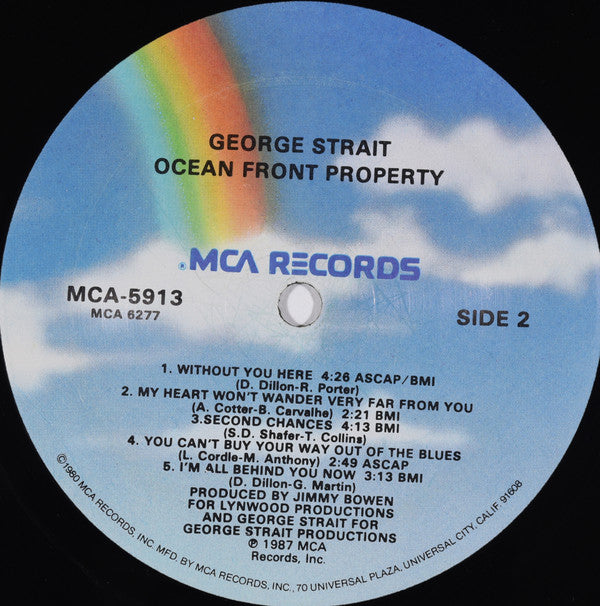 GEORGE STRAIT
OCEAN FRONT PROPERTY
®MCA RECORDS
MCA-5913
MCA 6277
SIDE 2
1. WITHOUT YOU HERE 4:26 ASCAP/BMI
(D. Dillon-R. Porter)
2. MY HEART WON'T WANDER VERY FAR FROM YOU
(A. Cotter-B. Carvalhe) 2:21 BMI
3.SECOND CHANCES 4:13 BMI
(S.D. Shafer-T. Collins)
4. YOU CAN'T BUY YOUR WAY OUT OF THE BLUES
(L. Cordle-M. Anthony) 2:49 ASCAP
5. I'M ALL BEHIND YOU NOW 3:13 BMI
(D. Dillon-G. Martin)
PRODUCED BY JIMMY BOWEN
FOR LYNWOOD PRODUCTIONS
AND GEORGE STRAIT FOR
GEORGE STRAIT PRODUCTIONS
℗ 1987 MCA
Records, Inc.
©1980 MCA RECORDS, INC. MFD. BY MCA RECORDS, INC., 70 UNIVERSAL PLAZA, UNIVERSAL CITY, CALIF. 91608